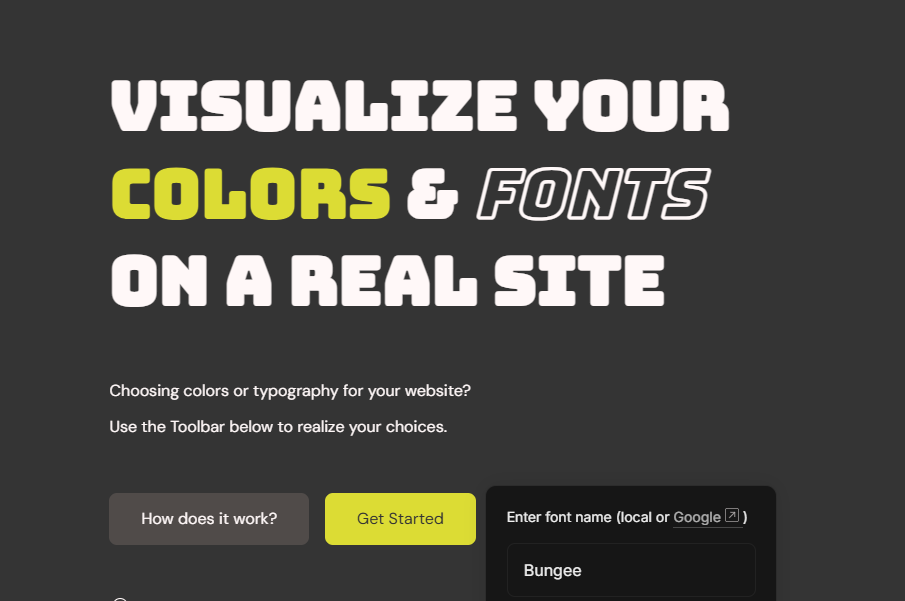 VISUALIZE YOUR
COLORS & FONTS
ON A REAL SITE
Choosing colors or typography for your website?
Use the Toolbar below to realize your choices.
How does it work?
Get Started
Enter font name (local or Google )
Bungee